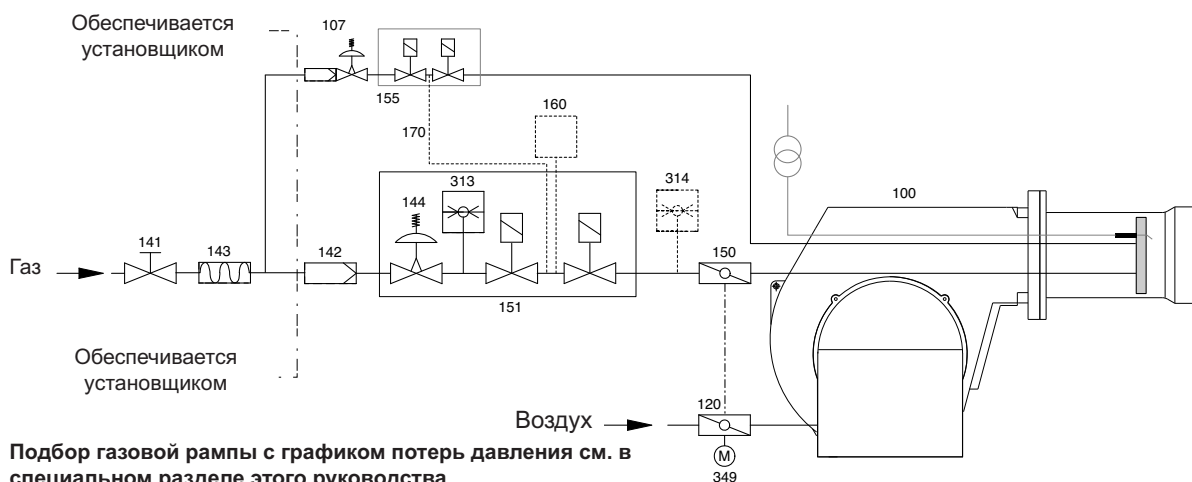 Обеспечивается
установщиком
107
155
160
170
313
314
100
144
141
143
142
150
Газ
151
Обеспечивается
установщиком
120
Воздух
M
349
Подбор газовой рампы с графиком потерь давления см. в
специальном разделе этого руководства